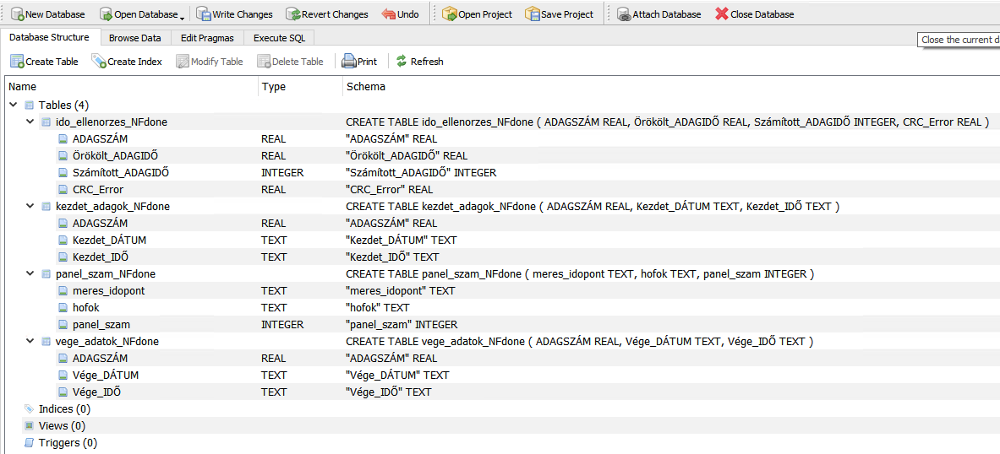 New Database Open Database Write Changes Revert Changes Undo Open Project Save Project Attach Database Close Database
Database Structure Browse Data Edit Pragmas Execute SQL
Close the current d
Create Table Create Index Modify Table Delete Table Print Refresh
Name Type Schema
Tables (4)
ido_ellenorzes_NFdone CREATE TABLE ido_ellenorzes_NFdone ( ADAGSZÁM REAL, Örökölt_ADAGIDŐ REAL, Számított_ADAGIDŐ INTEGER, CRC_Error REAL )
ADAGSZÁM REAL "ADAGSZÁM" REAL
Örökölt_ADAGIDŐ REAL "Örökölt_ADAGIDŐ" REAL
Számított_ADAGIDŐ INTEGER "Számított_ADAGIDŐ" INTEGER
CRC_Error REAL "CRC_Error" REAL
kezdet_adagok_NFdone CREATE TABLE kezdet_adagok_NFdone ( ADAGSZÁM REAL, Kezdet_DÁTUM TEXT, Kezdet_IDŐ TEXT )
ADAGSZÁM REAL "ADAGSZÁM" REAL
Kezdet_DÁTUM TEXT "Kezdet_DÁTUM" TEXT
Kezdet_IDŐ TEXT "Kezdet_IDŐ" TEXT
panel_szam_NFdone CREATE TABLE panel_szam_NFdone ( meres_idopont TEXT, hofok TEXT, panel_szam INTEGER )
meres_idopont TEXT "meres_idopont" TEXT
hofok TEXT "hofok" TEXT
panel_szam INTEGER "panel_szam" INTEGER
vege_adatok_NFdone CREATE TABLE vege_adatok_NFdone ( ADAGSZÁM REAL, Vége_DÁTUM TEXT, Vége_IDŐ TEXT )
ADAGSZÁM REAL "ADAGSZÁM" REAL
Vége_DÁTUM TEXT "Vége_DÁTUM" TEXT
Vége_IDŐ TEXT "Vége_IDŐ" TEXT
Indices (0)
Views (0)
Triggers (0)